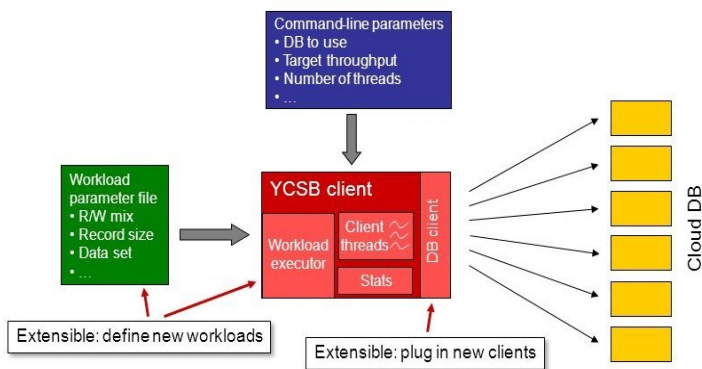 Command-line parameters
• DB to use
• Target throughput
• Number of threads
• ...
Workload
parameter file
• R/W mix
• Record size
• Data set
• ...
YCSB client
Workload
executor
Client
threads
Stats
DB client
Cloud DB
Extensible: define new workloads
Extensible: plug in new clients